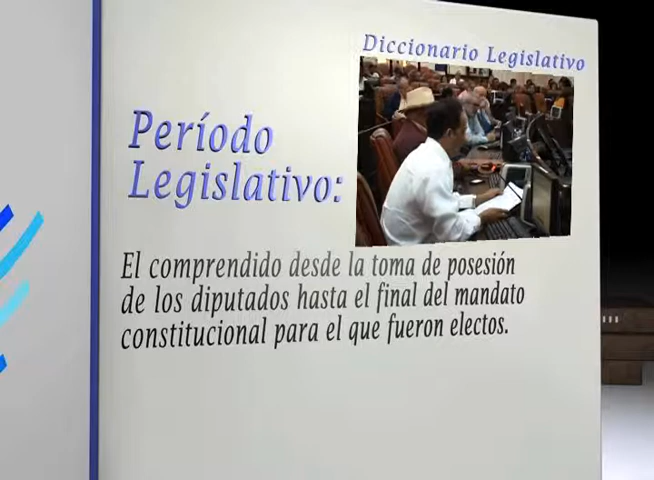 Diccionario Legislativo
Período
Legislativo:
El comprendido desde la toma de posesión
de los diputados hasta el final del mandato
constitucional para el que fueron electos.